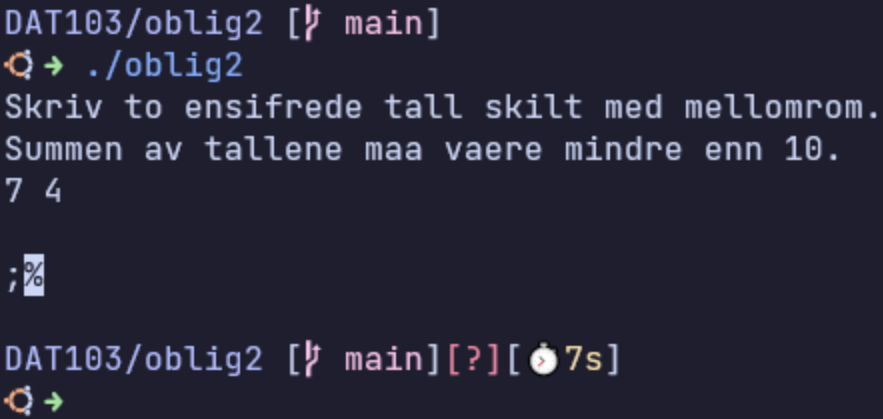 DAT103/oblig2 [ main]
➜ ./oblig2
Skriv to ensifrede tall skilt med mellomrom.
Summen av tallene maa vaere mindre enn 10.
7 4
;%
DAT103/oblig2 [ main][?][⏱7s]
➜